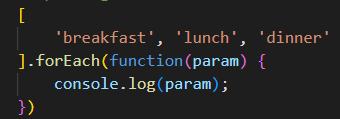 [
    'breakfast', 'lunch', 'dinner'
].forEach(function(param) {
    console.log(param);
})